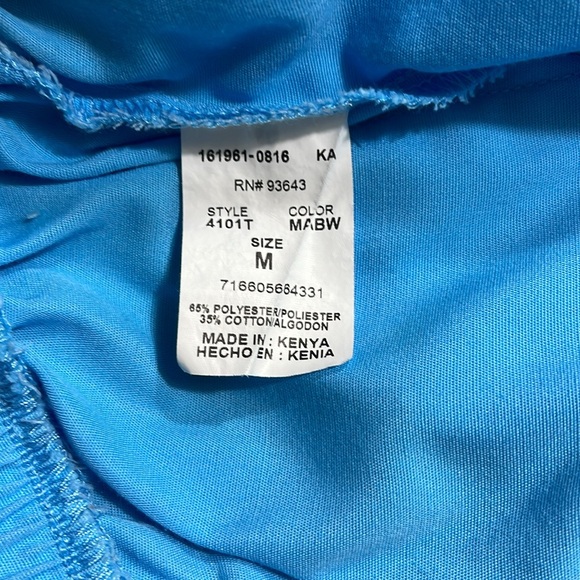 161961-0816 KA
RN# 93643
STYLE COLOR
4101T MABW
SIZE
M
716605664331
65% POLYESTER/POLIESTER
35% COTTON/ALGODON
MADE IN : KENYA
HECHO EN : KENIA